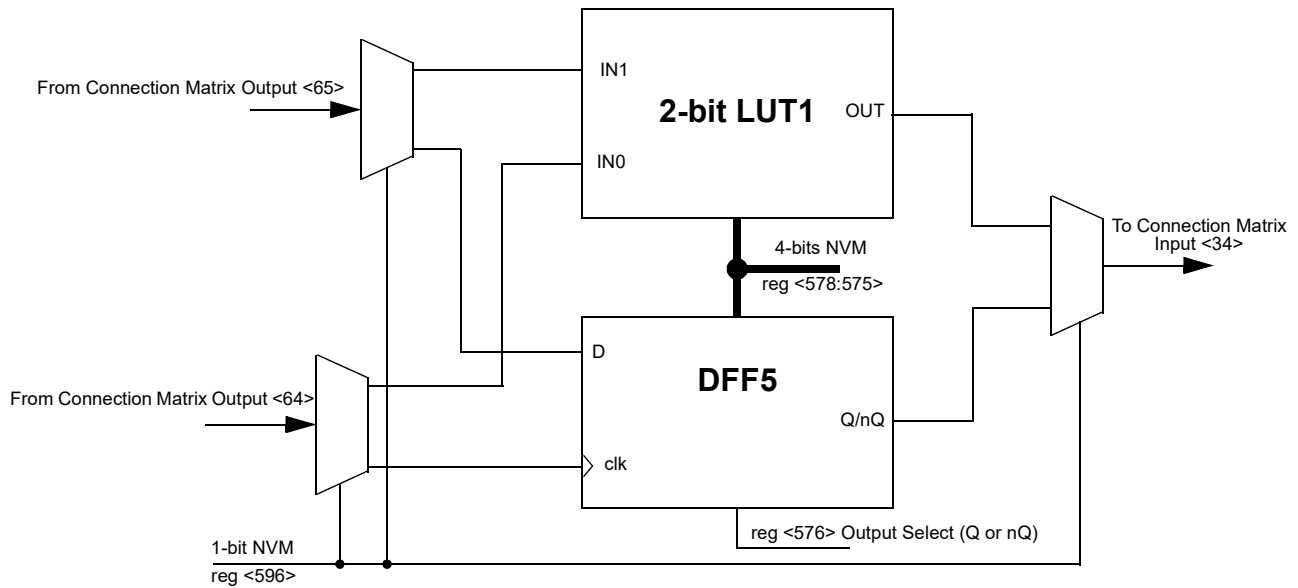 From Connection Matrix Output <65>
IN1
2-bit LUT1
OUT
IN0
To Connection Matrix
Input <34>
4-bits NVM
reg <578:575>
D
DFF5
From Connection Matrix Output <64>
Q/nQ
clk
reg <576> Output Select (Q or nQ)
1-bit NVM
reg <596>